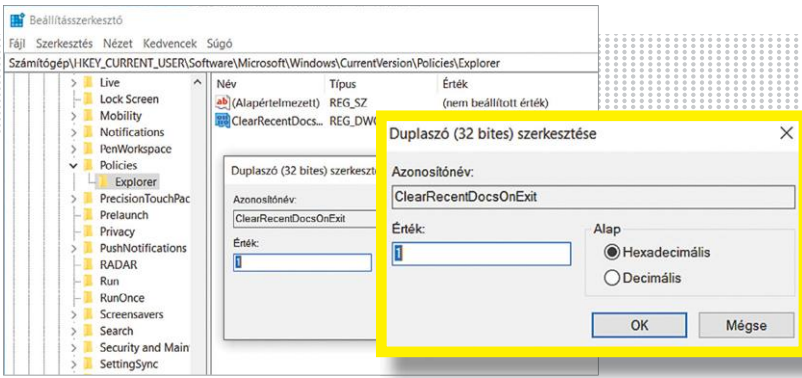 Beállításszerkesztő
Fájl Szerkesztés Nézet Kedvencek Súgó
Számítógép\HKEY_CURRENT_USER\Software\Microsoft\Windows\CurrentVersion\Policies\Explorer
Live
Lock Screen
Mobility
Notifications
PenWorkspace
Policies
Explorer
PrecisionTouchPac
Prelaunch
Privacy
PushNotifications
RADAR
Run
RunOnce
Screensavers
Search
Security and Main
SettingSync
Név Típus Érték
ab (Alapértelmezett) REG_SZ (nem beállított érték)
ClearRecentDocs... REG_DWO
Duplaszó (32 bites) szerkeszt
Azonosítónév:
ClearRecentDocsOnExit
Érték:
1
Duplaszó (32 bites) szerkesztése
Azonosítónév:
ClearRecentDocsOnExit
Érték:
1
Alap
Hexadecimális
Decimális
OK Mégse